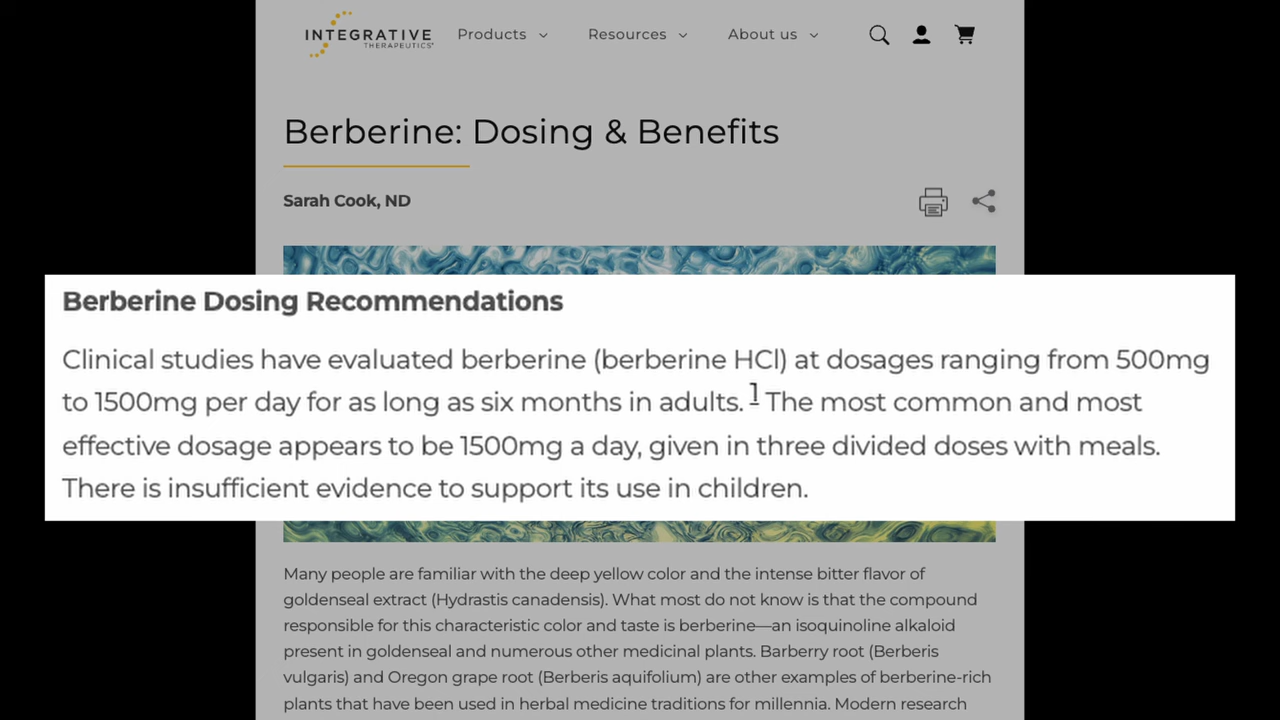 INTEGRATIVE
THERAPEUTICS
Products
Resources
About us
Berberine: Dosing & Benefits
Sarah Cook, ND
Berberine Dosing Recommendations
Clinical studies have evaluated berberine (berberine HCl) at dosages ranging from 500mg
to 1500mg per day for as long as six months in adults. 1 The most common and most
effective dosage appears to be 1500mg a day, given in three divided doses with meals.
There is insufficient evidence to support its use in children.
Many people are familiar with the deep yellow color and the intense bitter flavor of
goldenseal extract (Hydrastis canadensis). What most do not know is that the compound
responsible for this characteristic color and taste is berberine—an isoquinoline alkaloid
present in goldenseal and numerous other medicinal plants. Barberry root (Berberis
vulgaris) and Oregon grape root (Berberis aquifolium) are other examples of berberine-rich
plants that have been used in herbal medicine traditions for millennia. Modern research